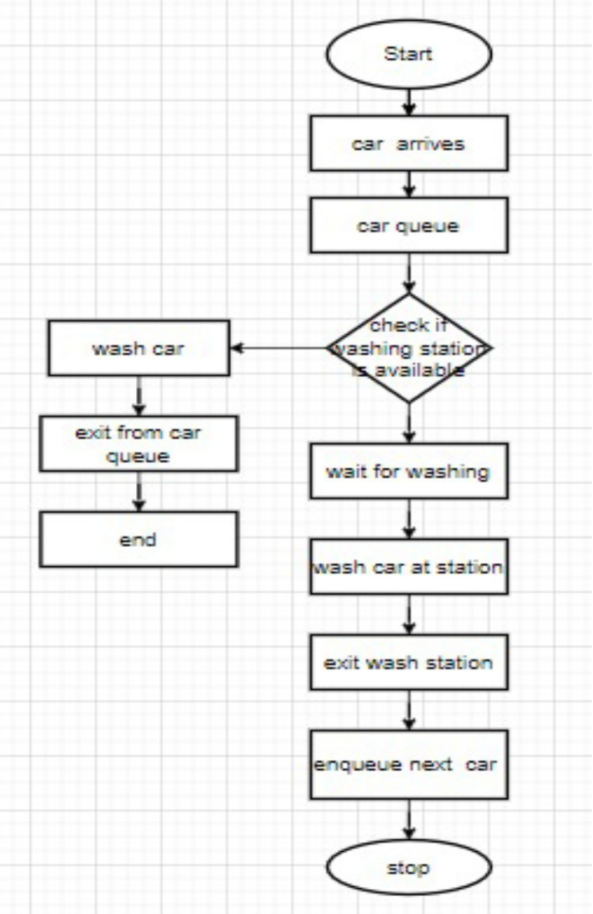 Start
car arrives
car queue
check if
washing station
is available
wash car
exit from car
queue
end
wait for washing
wash car at station
exit wash station
enqueue next car
stop